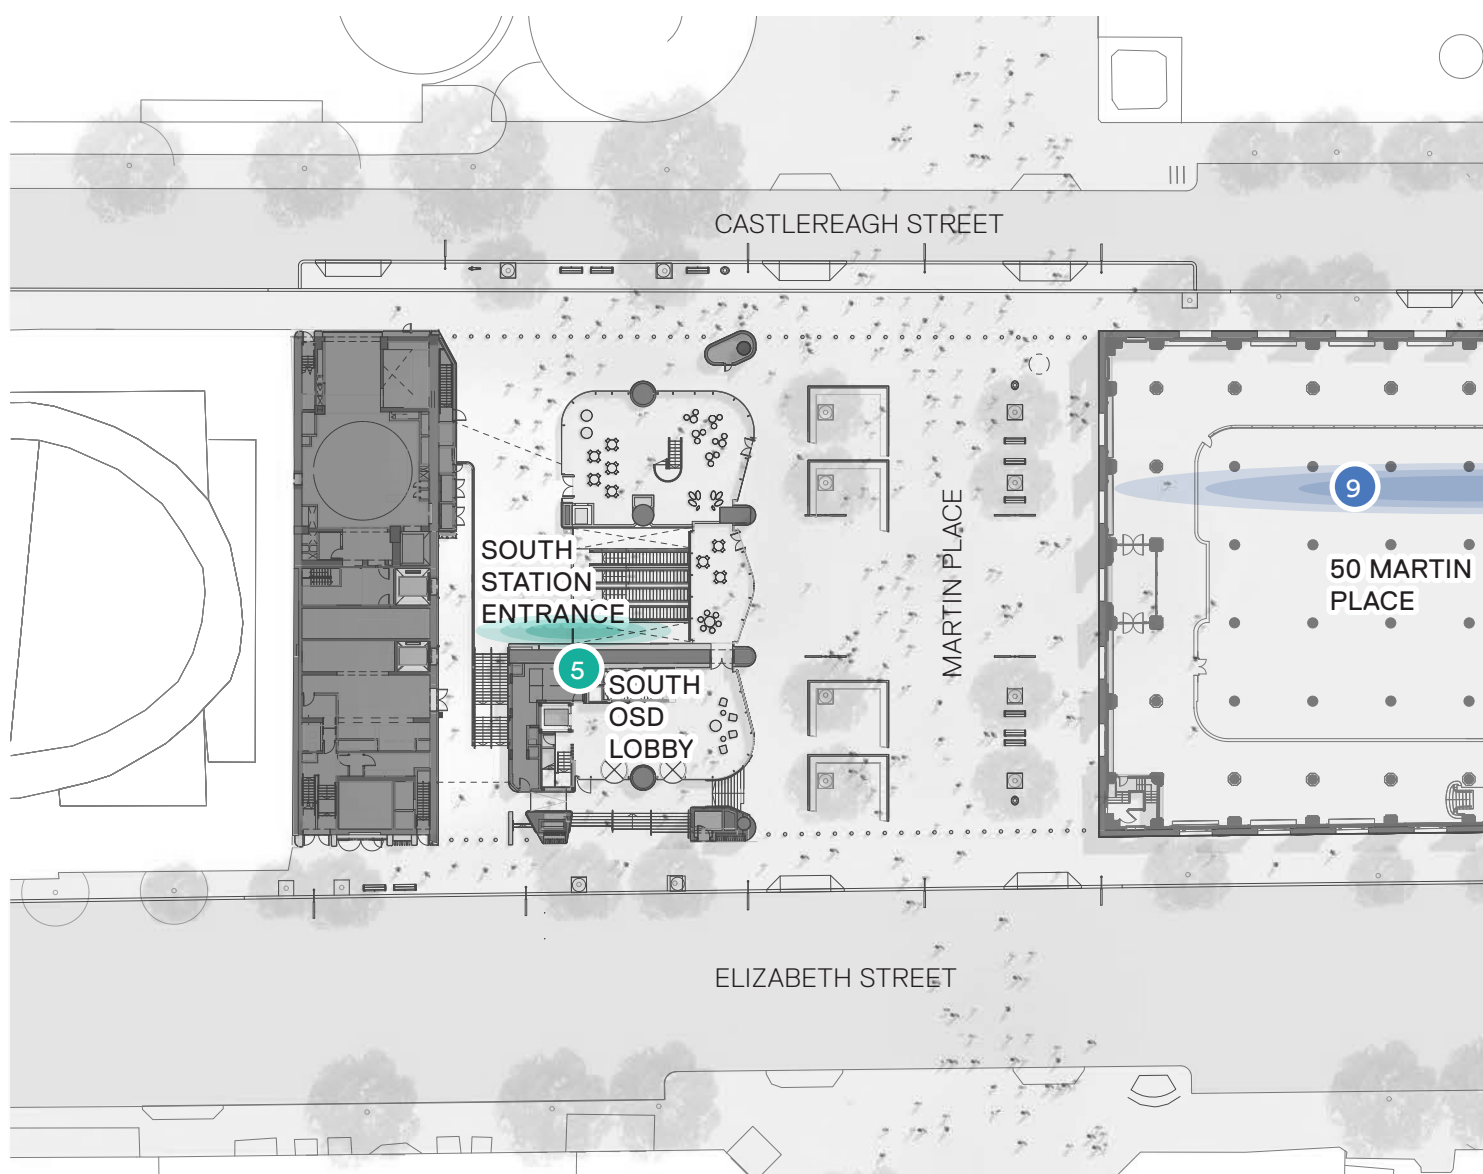 CASTLEREAGH STREET
SOUTH
STATION
ENTRANCE
5
SOUTH
OSD
LOBBY
MARTIN PLACE
9
50 MARTIN
PLACE
ELIZABETH STREET